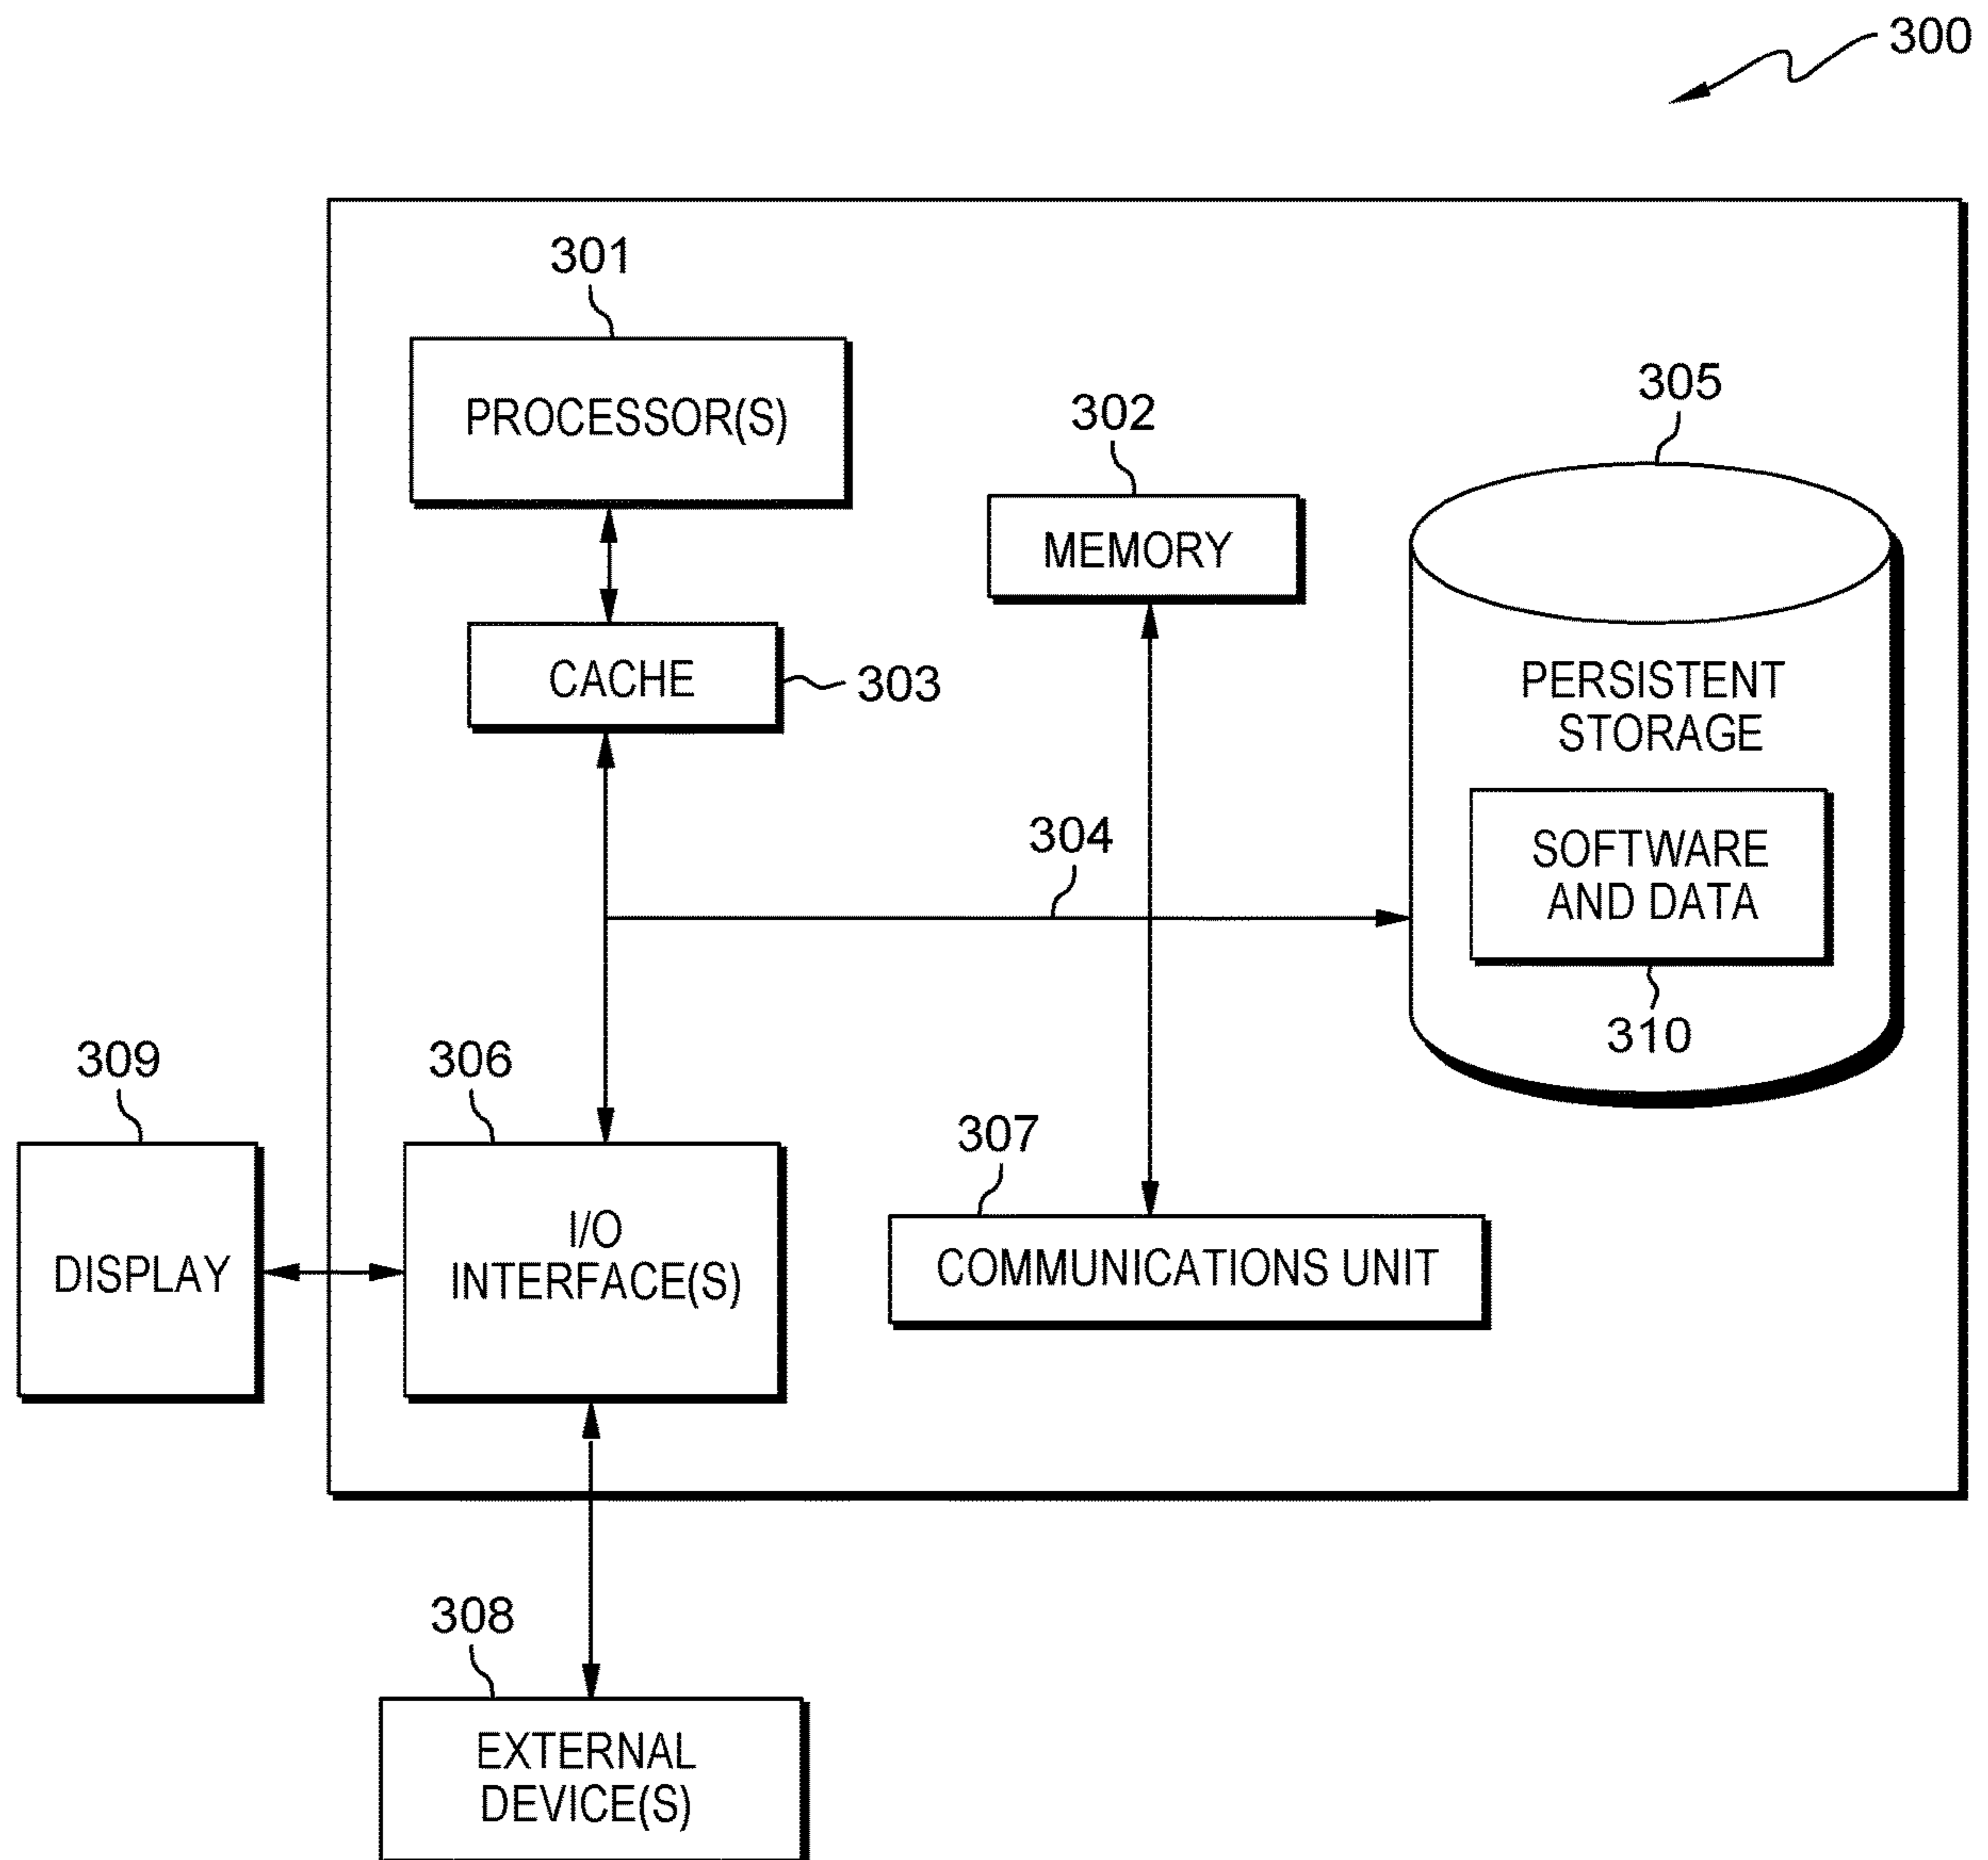 300
301
PROCESSOR(S)
302
MEMORY
305
CACHE
303
PERSISTENT
STORAGE
304
SOFTWARE
AND DATA
310
309
306
307
DISPLAY
I/O
INTERFACE(S)
COMMUNICATIONS UNIT
308
EXTERNAL
DEVICE(S)